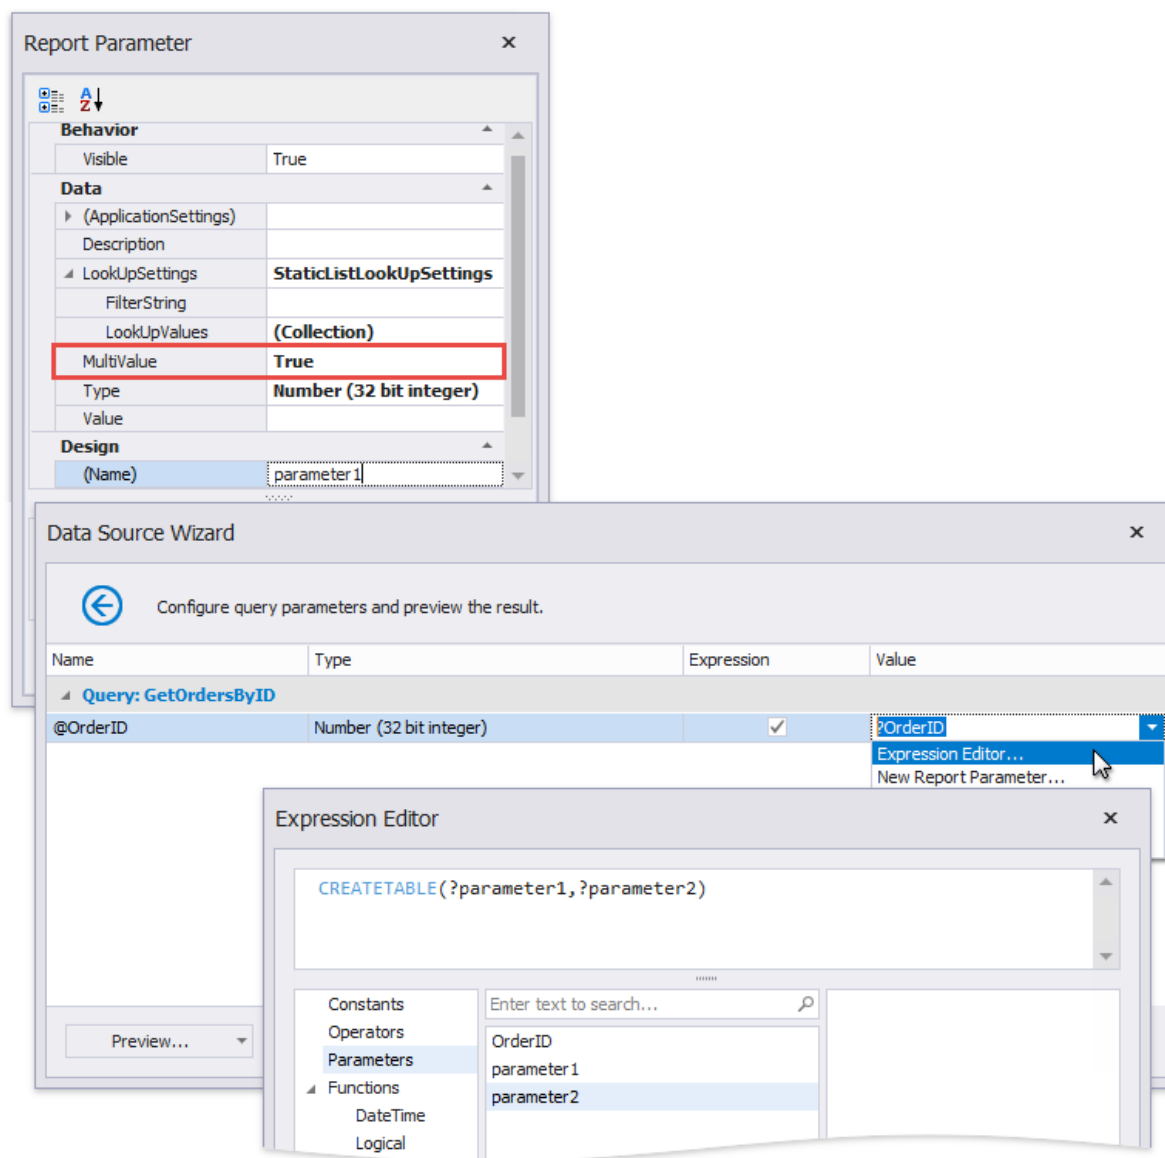 Report Parameter
A
Z
Behavior
Visible True
Data
(ApplicationSettings)
Description
LookUpSettings StaticListLookUpSettings
FilterString
LookUpValues (Collection)
MultiValue True
Type Number (32 bit integer)
Value
Design
(Name) parameter1
Data Source Wizard
Configure query parameters and preview the result.
Name Type Expression Value
Query: GetOrdersByID
@OrderID Number (32 bit integer) ?OrderID
Expression Editor...
New Report Parameter...
Expression Editor
CREATETABLE(?parameter1,?parameter2)
Constants Enter text to search...
Operators OrderID
Preview... Parameters parameter1
Functions parameter2
DateTime
Logical